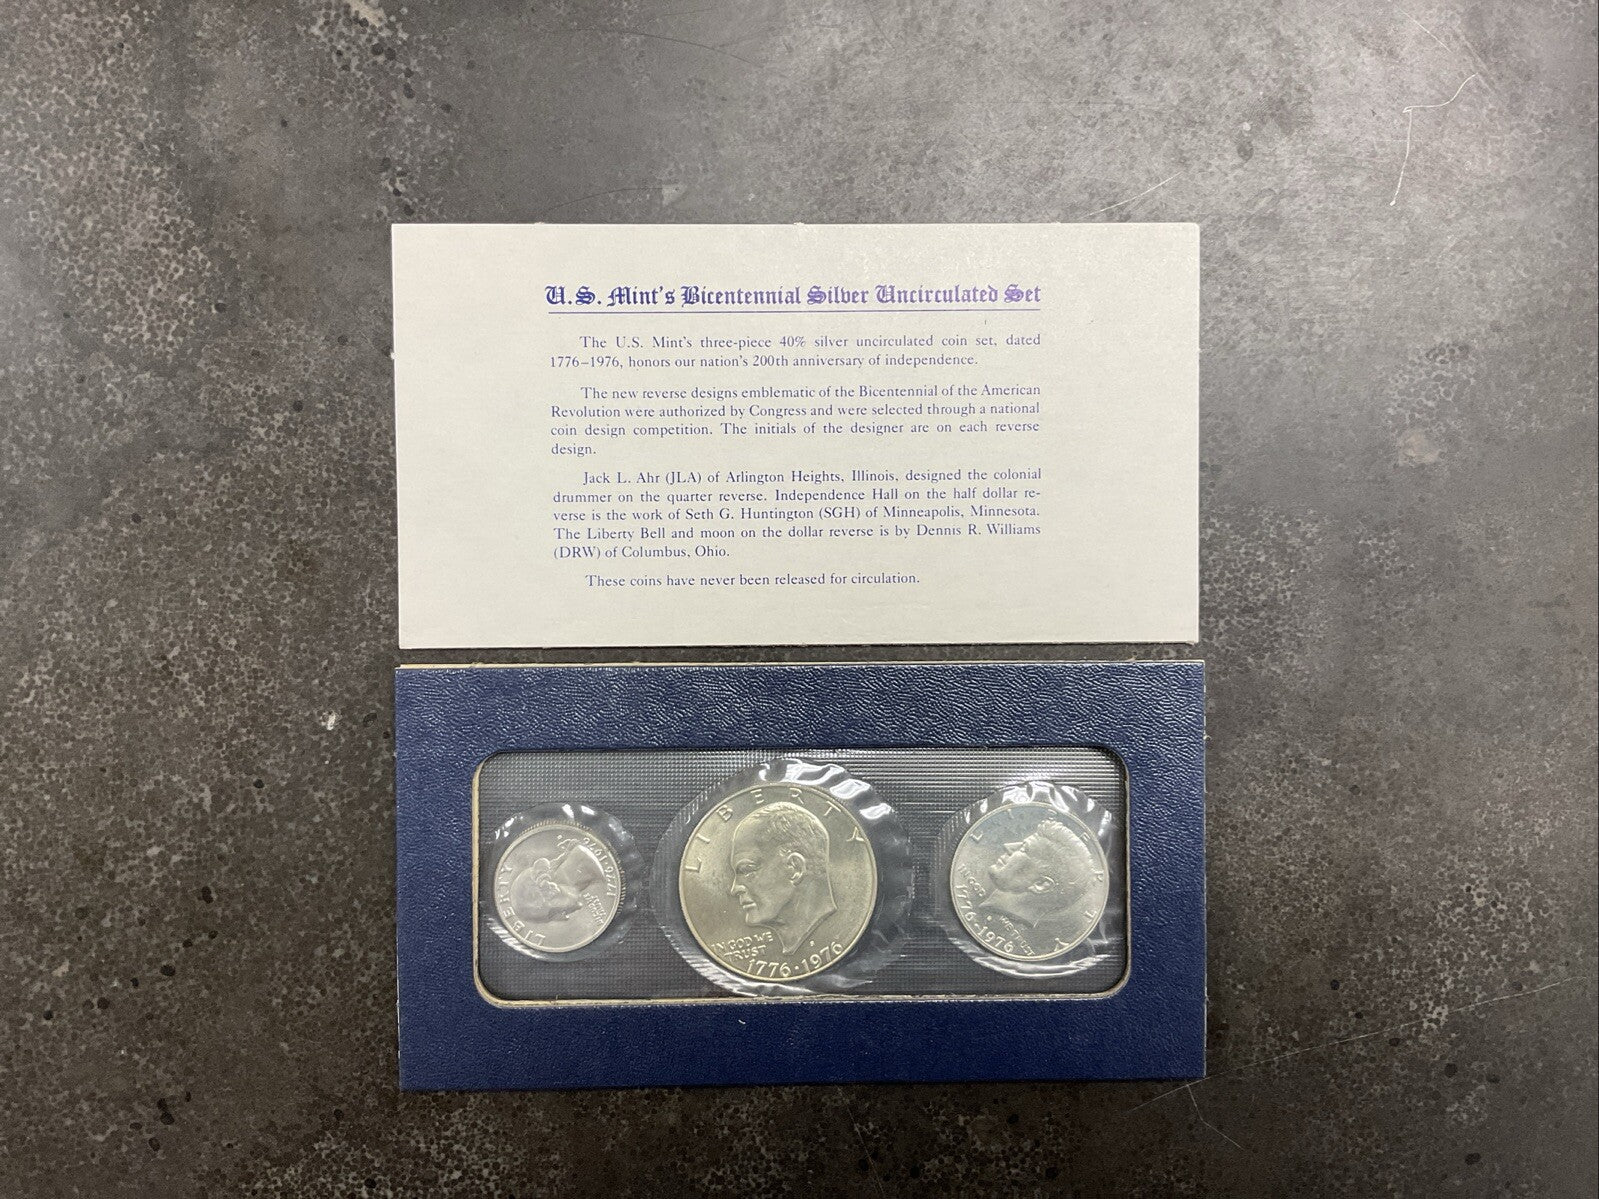 U.S. Mint's Bicentennial Silver Uncirculated Set
The U.S. Mint's three-piece 40% silver uncirculated coin set, dated
1776–1976, honors our nation's 200th anniversary of independence.
The new reverse designs emblematic of the Bicentennial of the American
Revolution were authorized by Congress and were selected through a national
coin design competition. The initials of the designer are on each reverse
design.
Jack L. Ahr (JLA) of Arlington Heights, Illinois, designed the colonial
drummer on the quarter reverse. Independence Hall on the half dollar re-
verse is the work of Seth G. Huntington (SGH) of Minneapolis, Minnesota.
The Liberty Bell and moon on the dollar reverse is by Dennis R. Williams
(DRW) of Columbus, Ohio.
These coins have never been released for circulation.
LIBERTY
1776·1976
LIBERTY
IN GOD WE
TRUST
S
1776·1976
LIBERTY
IN GOD
WE TRUST
1776·1976